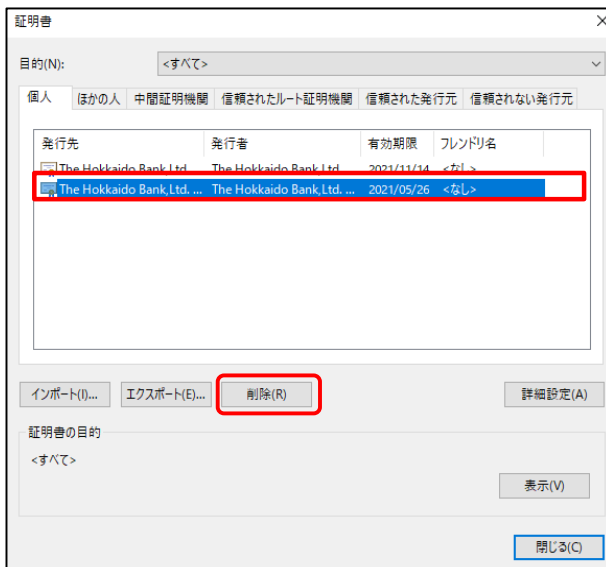 証明書
目的(N): <すべて>
個人 ほかの人 中間証明機関 信頼されたルート証明機関 信頼された発行元 信頼されない発行元
発行先 発行者 有効期限 フレンドリ名
The Hokkaido Bank,Ltd. ... The Hokkaido Bank,Ltd. ... 2021/11/14 <なし>
The Hokkaido Bank,Ltd. ... The Hokkaido Bank,Ltd. ... 2021/05/26 <なし>
インポート(I)... エクスポート(E)... 削除(R) 詳細設定(A)
証明書の目的
<すべて>
表示(V)
閉じる(C)